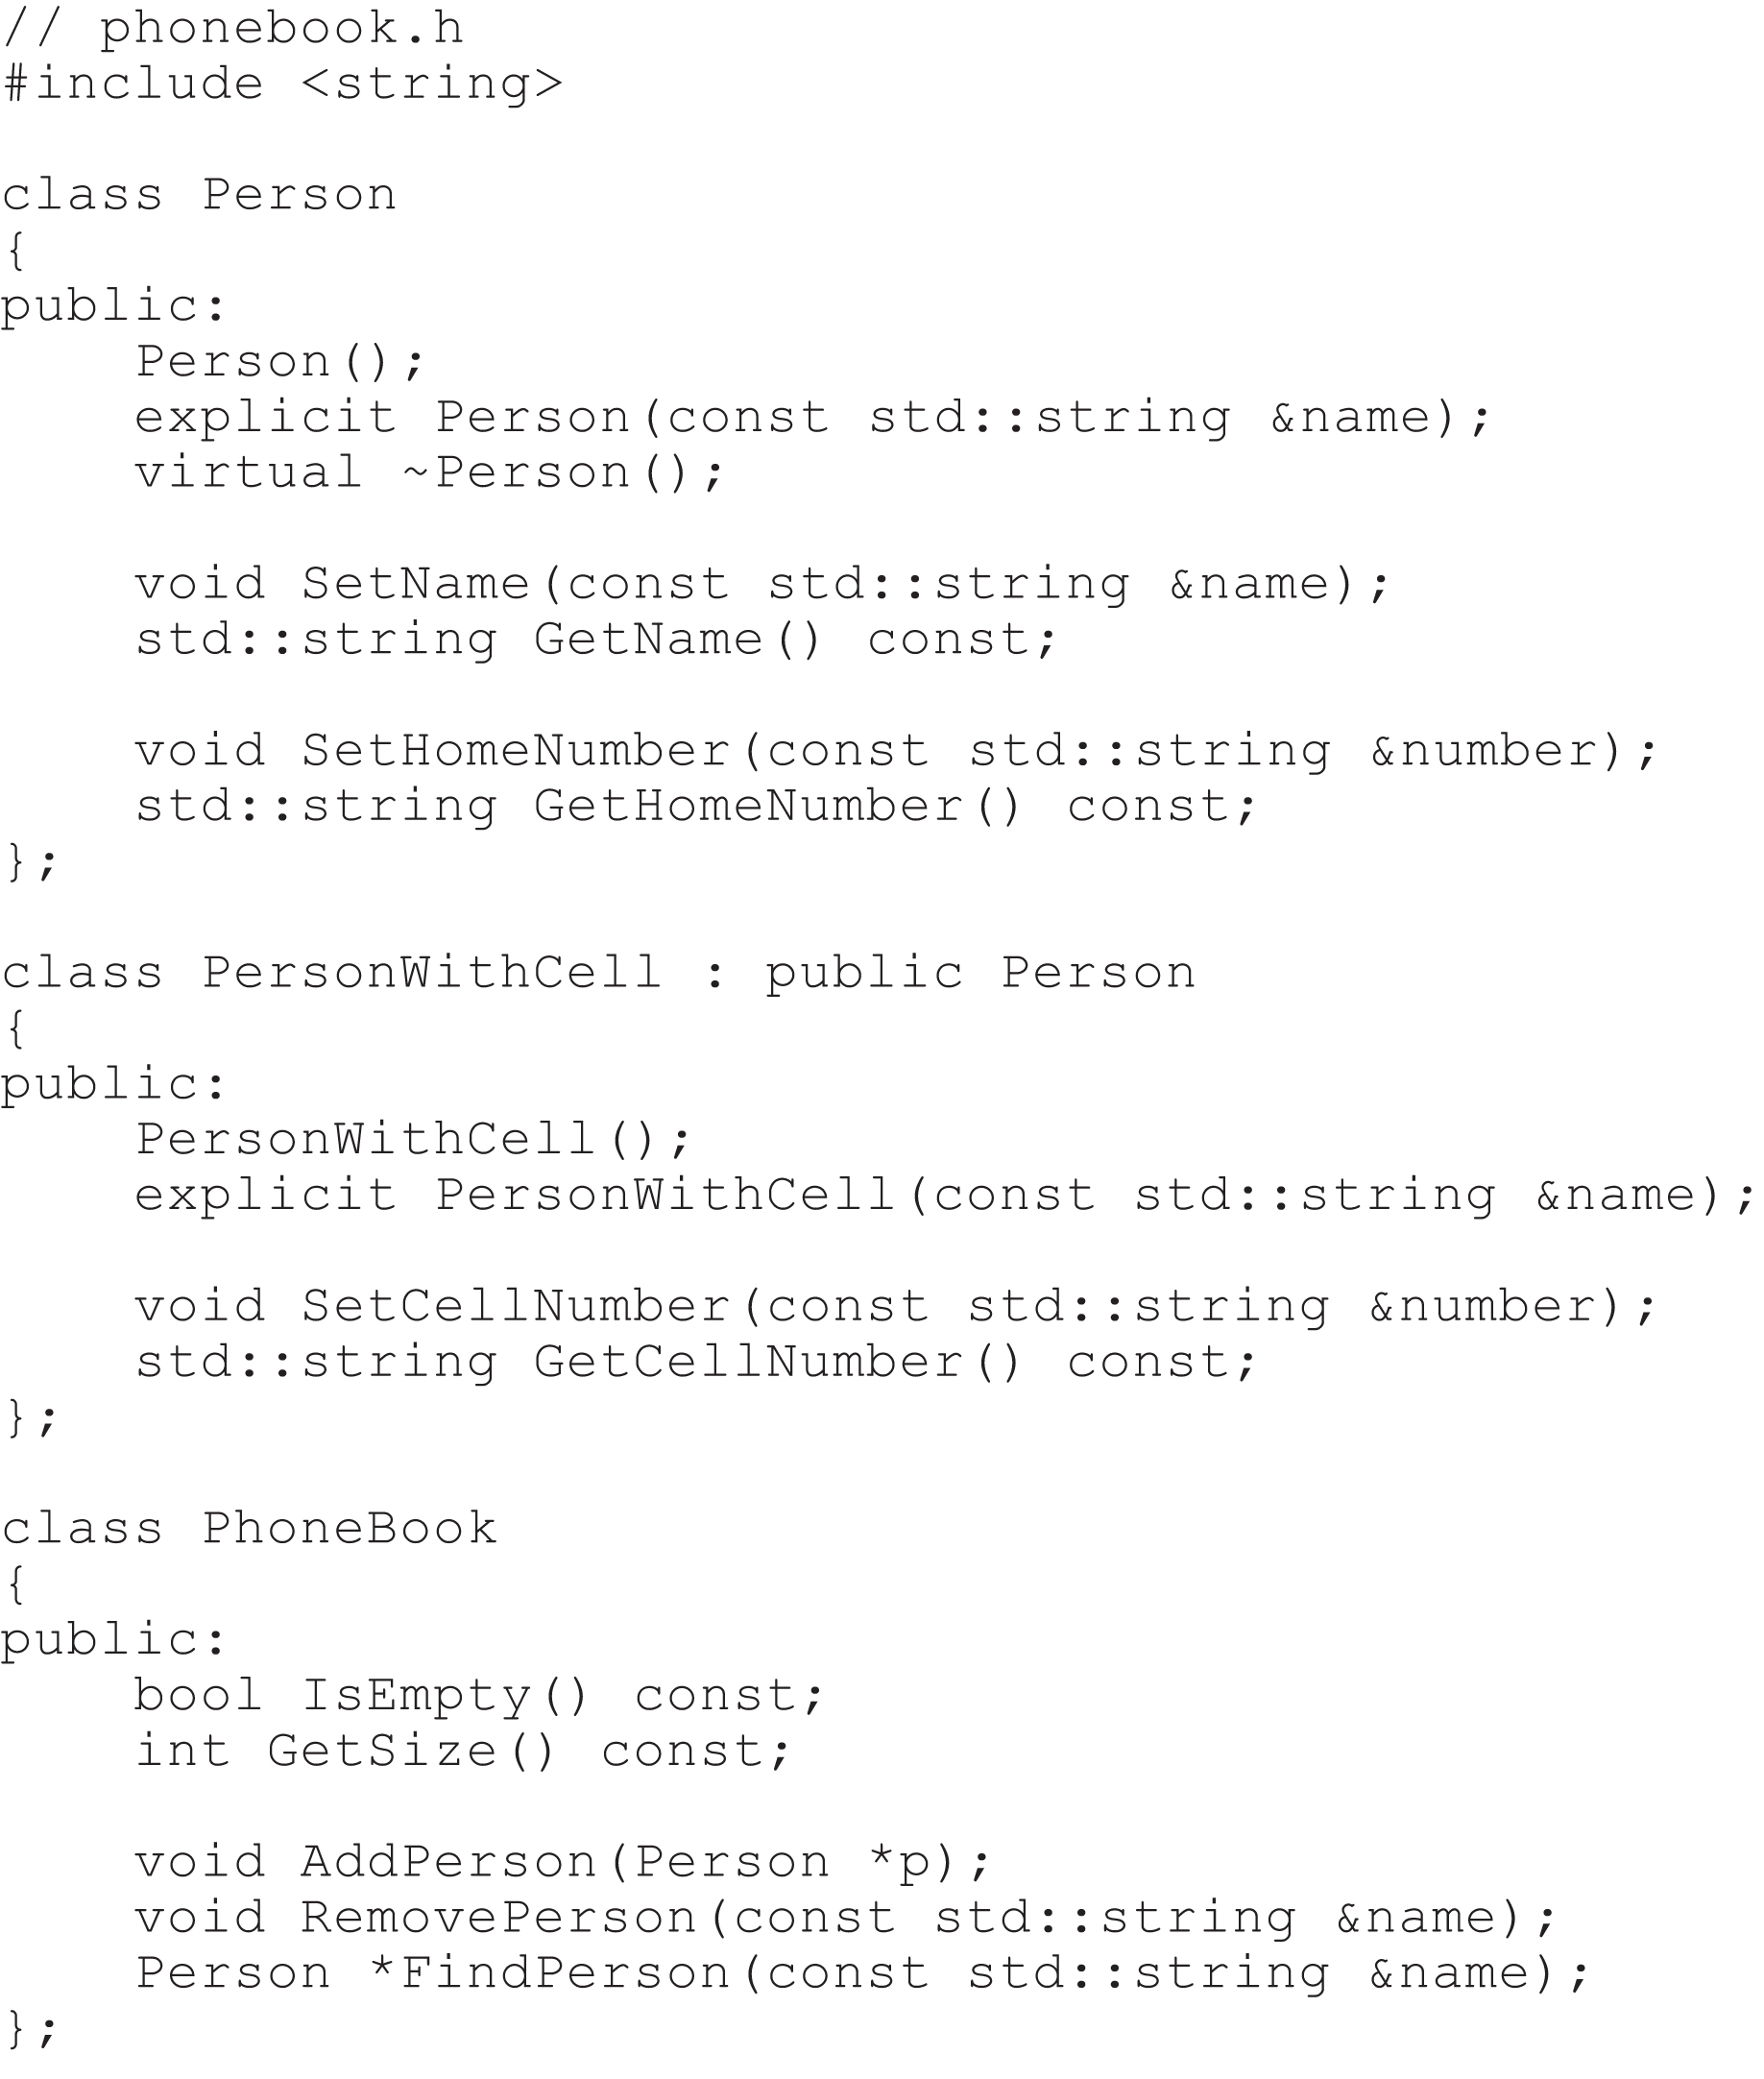 // phonebook.h
#include <string>

class Person
{
public:
    Person();
    explicit Person(const std::string &name);
    virtual ~Person();

    void SetName(const std::string &name);
    std::string GetName() const;

    void SetHomeNumber(const std::string &number);
    std::string GetHomeNumber() const;
};

class PersonWithCell : public Person
{
public:
    PersonWithCell();
    explicit PersonWithCell(const std::string &name);

    void SetCellNumber(const std::string &number);
    std::string GetCellNumber() const;
};

class PhoneBook
{
public:
    bool IsEmpty() const;
    int GetSize() const;

    void AddPerson(Person *p);
    void RemovePerson(const std::string &name);
    Person *FindPerson(const std::string &name);
};